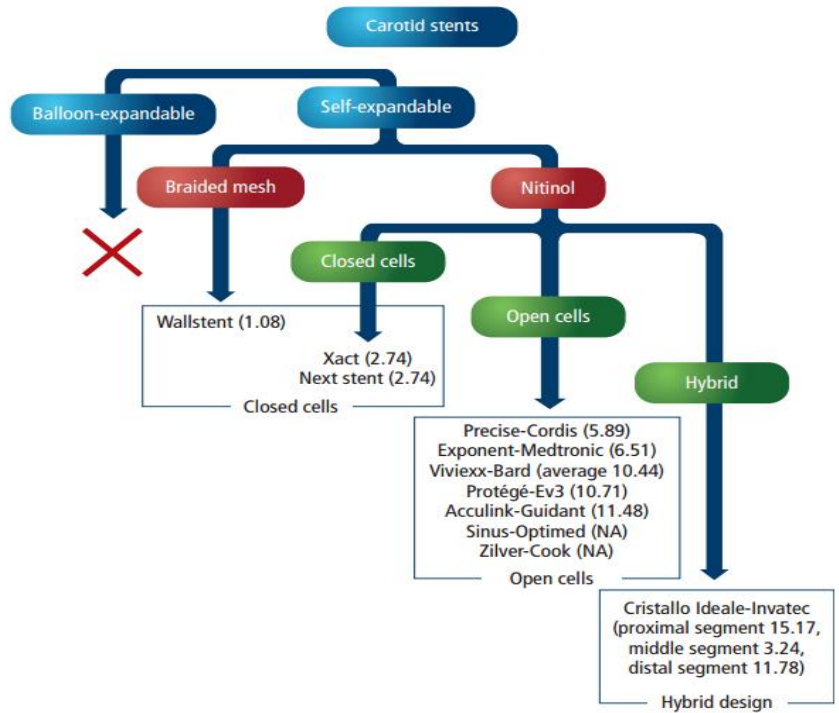 Carotid stents
Balloon-expandable
Self-expandable
Braided mesh
Nitinol
Closed cells
Open cells
Hybrid
Wallstent (1.08)
Xact (2.74)
Next stent (2.74)
Closed cells
Precise-Cordis (5.89)
Exponent-Medtronic (6.51)
Viviexx-Bard (average 10.44)
Protégé-Ev3 (10.71)
Acculink-Guidant (11.48)
Sinus-Optimed (NA)
Zilver-Cook (NA)
Open cells
Cristallo Ideale-Invatec
(proximal segment 15.17,
middle segment 3.24,
distal segment 11.78)
Hybrid design